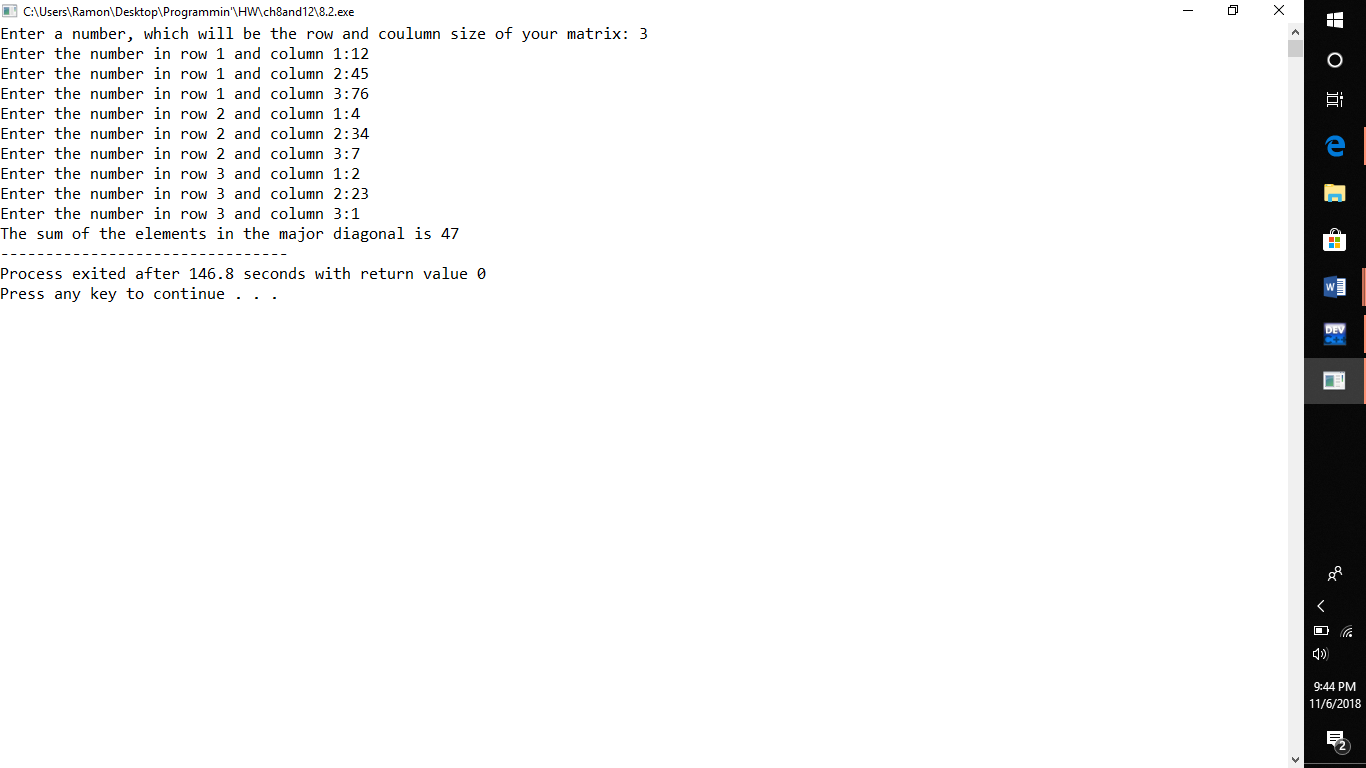 C:\Users\Ramon\Desktop\Programmin'\HW\ch8and12\8.2.exe
Enter a number, which will be the row and coulumn size of your matrix: 3
Enter the number in row 1 and column 1:12
Enter the number in row 1 and column 2:45
Enter the number in row 1 and column 3:76
Enter the number in row 2 and column 1:4
Enter the number in row 2 and column 2:34
Enter the number in row 2 and column 3:7
Enter the number in row 3 and column 1:2
Enter the number in row 3 and column 2:23
Enter the number in row 3 and column 3:1
The sum of the elements in the major diagonal is 47
--------------------------------
Process exited after 146.8 seconds with return value 0
Press any key to continue . . .
W
DEV
9:44 PM
11/6/2018
2